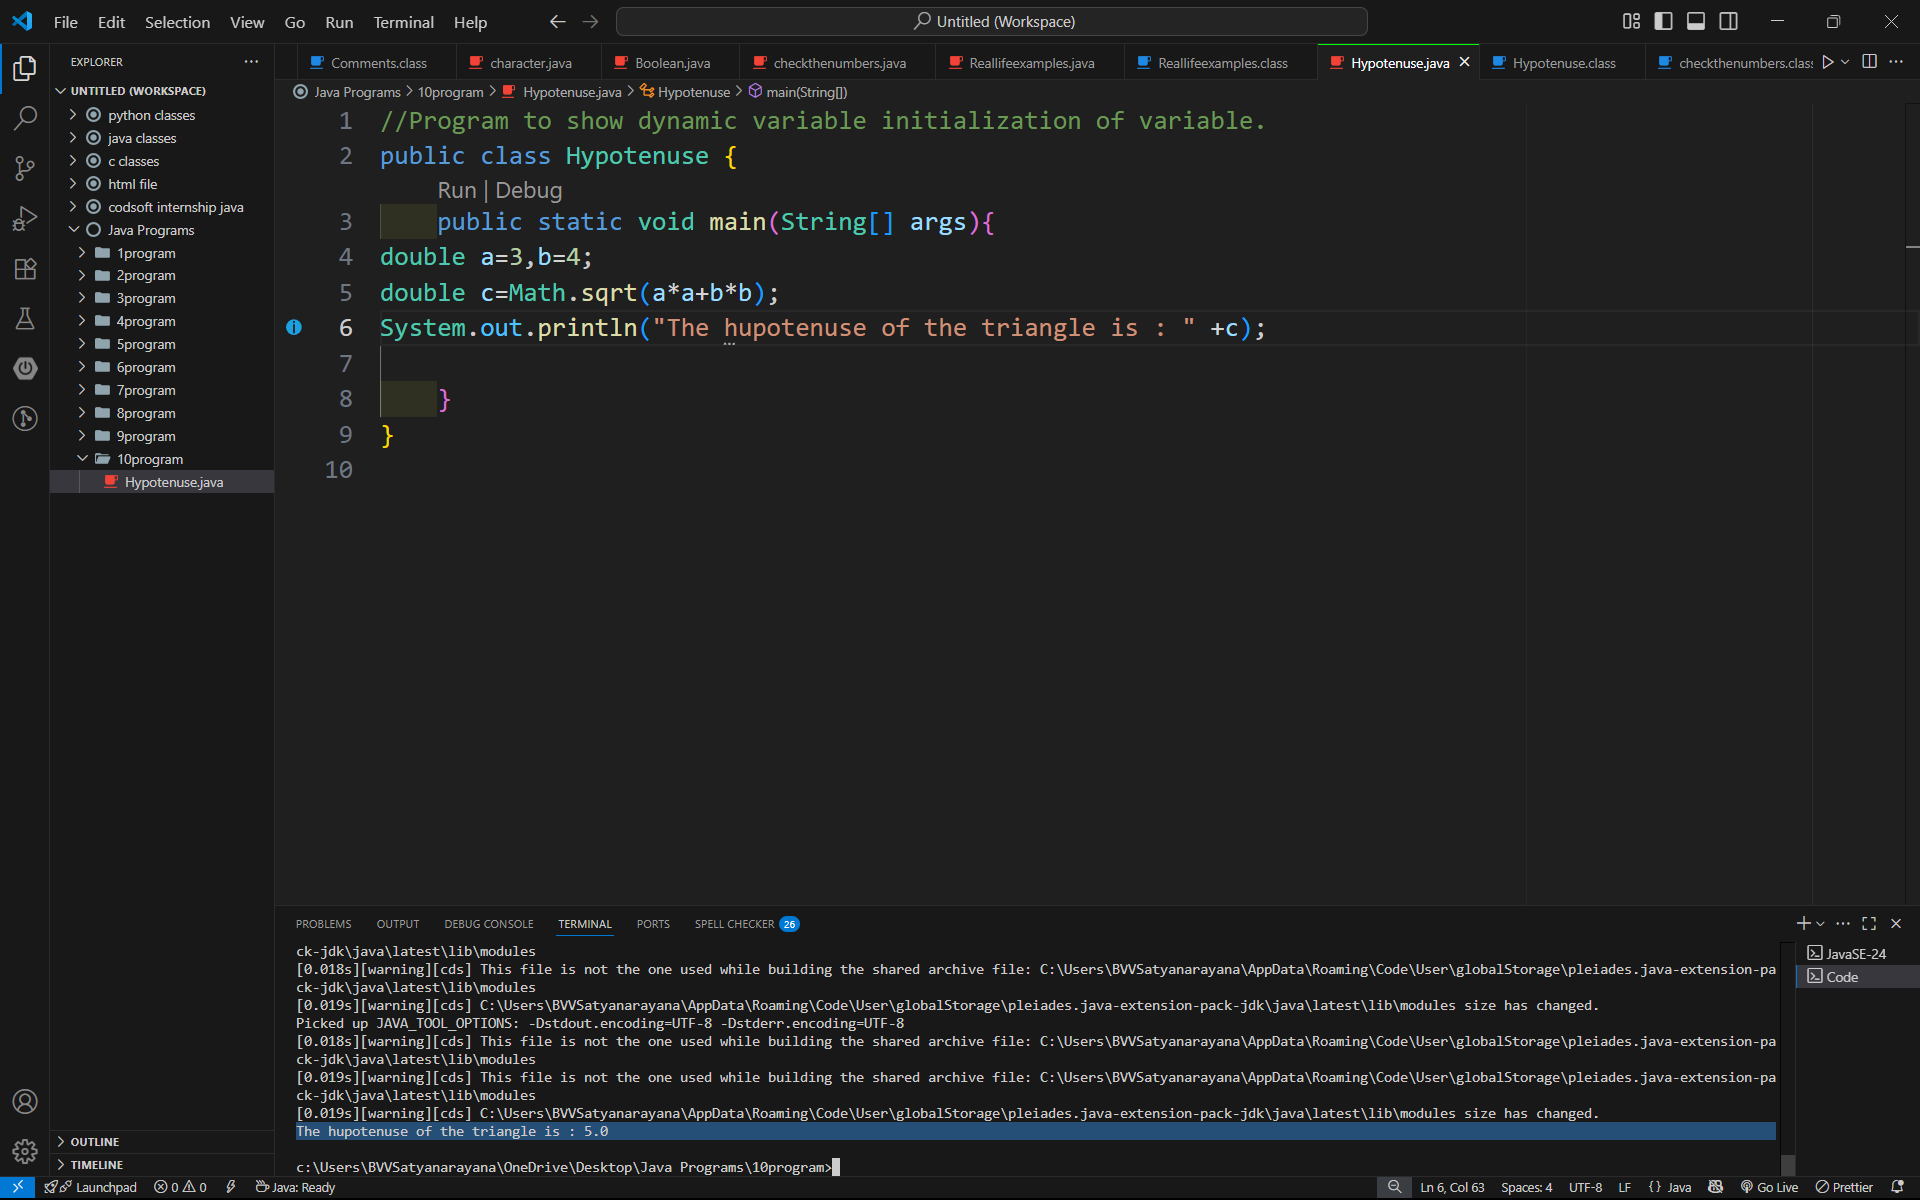 File Edit Selection View Go Run Terminal Help
Untitled (Workspace)
EXPLORER
UNTITLED (WORKSPACE)
python classes
java classes
c classes
html file
codsoft internship java
Java Programs
1program
2program
3program
4program
5program
6program
7program
8program
9program
10program
Hypotenuse.java
OUTLINE
TIMELINE
Comments.class character.java Boolean.java checkthenumbers.java Reallifeexamples.java Reallifeexamples.class Hypotenuse.java Hypotenuse.class checkthenumbers.class
Java Programs > 10program > Hypotenuse.java > Hypotenuse > main(String[])
1 //Program to show dynamic variable initialization of variable.
2 public class Hypotenuse {
Run | Debug
3 public static void main(String[] args){
4 double a=3,b=4;
5 double c=Math.sqrt(a*a+b*b);
6 System.out.println("The hupotenuse of the triangle is : " +c);
7
8 }
9 }
10
PROBLEMS OUTPUT DEBUG CONSOLE TERMINAL PORTS SPELL CHECKER 26
ck-jdk\java\latest\lib\modules
[0.018s][warning][cds] This file is not the one used while building the shared archive file: C:\Users\BVVSatyanarayana\AppData\Roaming\Code\User\globalStorage\pleiades.java-extension-pa
ck-jdk\java\latest\lib\modules
[0.019s][warning][cds] C:\Users\BVVSatyanarayana\AppData\Roaming\Code\User\globalStorage\pleiades.java-extension-pack-jdk\java\latest\lib\modules size has changed.
Picked up JAVA_TOOL_OPTIONS: -Dstdout.encoding=UTF-8 -Dstderr.encoding=UTF-8
[0.018s][warning][cds] This file is not the one used while building the shared archive file: C:\Users\BVVSatyanarayana\AppData\Roaming\Code\User\globalStorage\pleiades.java-extension-pa
ck-jdk\java\latest\lib\modules
[0.019s][warning][cds] This file is not the one used while building the shared archive file: C:\Users\BVVSatyanarayana\AppData\Roaming\Code\User\globalStorage\pleiades.java-extension-pa
ck-jdk\java\latest\lib\modules
[0.019s][warning][cds] C:\Users\BVVSatyanarayana\AppData\Roaming\Code\User\globalStorage\pleiades.java-extension-pack-jdk\java\latest\lib\modules size has changed.
The hupotenuse of the triangle is : 5.0
c:\Users\BVVSatyanarayana\OneDrive\Desktop\Java Programs\10program>
JavaSE-24
Code
Launchpad 0 0 Java: Ready Ln 6, Col 63 Spaces: 4 UTF-8 LF {} Java Go Live Prettier